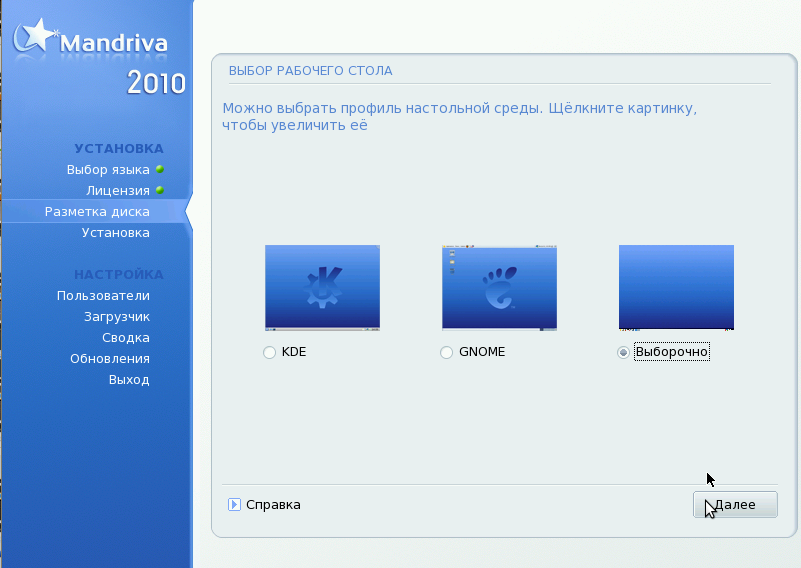 Mandriva
2010
УСТАНОВКА
Выбор языка
Лицензия
Разметка диска
Установка
НАСТРОЙКА
Пользователи
Загрузчик
Сводка
Обновления
Выход
ВЫБОР РАБОЧЕГО СТОЛА
Можно выбрать профиль настольной среды. Щёлкните картинку,
чтобы увеличить её
KDE
GNOME
Выборочно
Справка
Далее